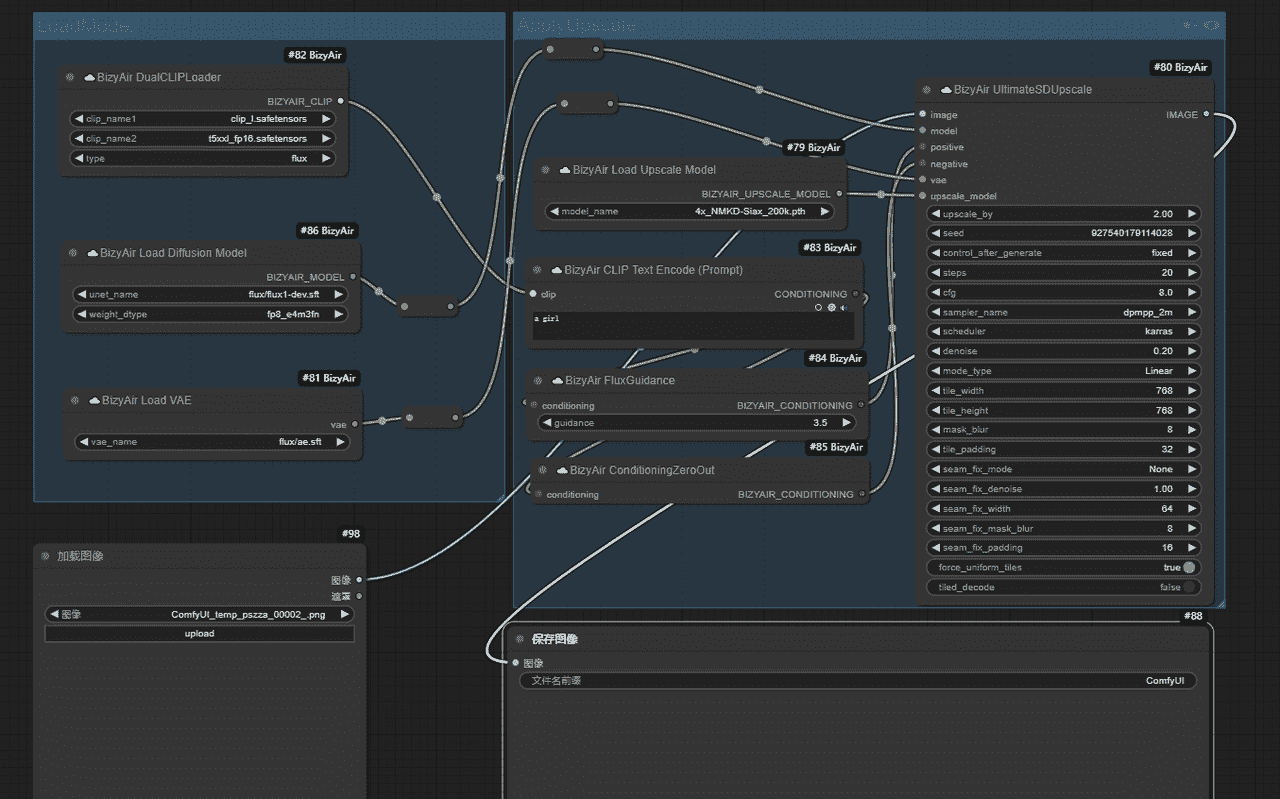 LoadModel
#82 BizyAir
BizyAir DualCLIPLoader
BIZYAIR_CLIP
clip_name1 clip_l.safetensors
clip_name2 t5xxl_fp16.safetensors
type flux
#86 BizyAir
BizyAir Load Diffusion Model
BIZYAIR_MODEL
unet_name flux/flux1-dev.sft
weight_dtype fp8_e4m3fn
#81 BizyAir
BizyAir Load VAE
vae
vae_name flux/ae.sft
Apply Upscale
#79 BizyAir
BizyAir Load Upscale Model
BIZYAIR_UPSCALE_MODEL
model_name 4x_NMKD-Siax_200k.pth
#83 BizyAir
BizyAir CLIP Text Encode (Prompt)
clip CONDITIONING
a girl
#84 BizyAir
BizyAir FluxGuidance
conditioning BIZYAIR_CONDITIONING
guidance 3.5
#85 BizyAir
BizyAir ConditioningZeroOut
conditioning BIZYAIR_CONDITIONING
#80 BizyAir
BizyAir UltimateSDUpscale
image IMAGE
model
positive
negative
vae
upscale_model
upscale_by 2.00
seed 927540179114028
control_after_generate fixed
steps 20
cfg 8.0
sampler_name dpmpp_2m
scheduler karras
denoise 0.20
mode_type Linear
tile_width 768
tile_height 768
mask_blur 8
tile_padding 32
seam_fix_mode None
seam_fix_denoise 1.00
seam_fix_width 64
seam_fix_mask_blur 8
seam_fix_padding 16
force_uniform_tiles true
tiled_decode false
#98
加载图像
图像
遮罩
图像 ComfyUI_temp_pszza_00002_.png
upload
#88
保存图像
图像
文件名前缀 ComfyUI